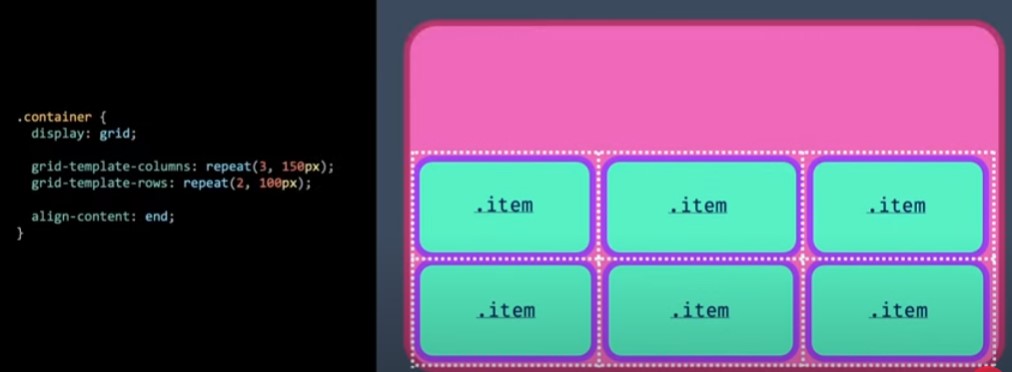 .container {
display: grid;
grid-template-columns: repeat(3, 150px);
grid-template-rows: repeat(2, 100px);
align-content: end;
}
.item .item .item
.item .item .item